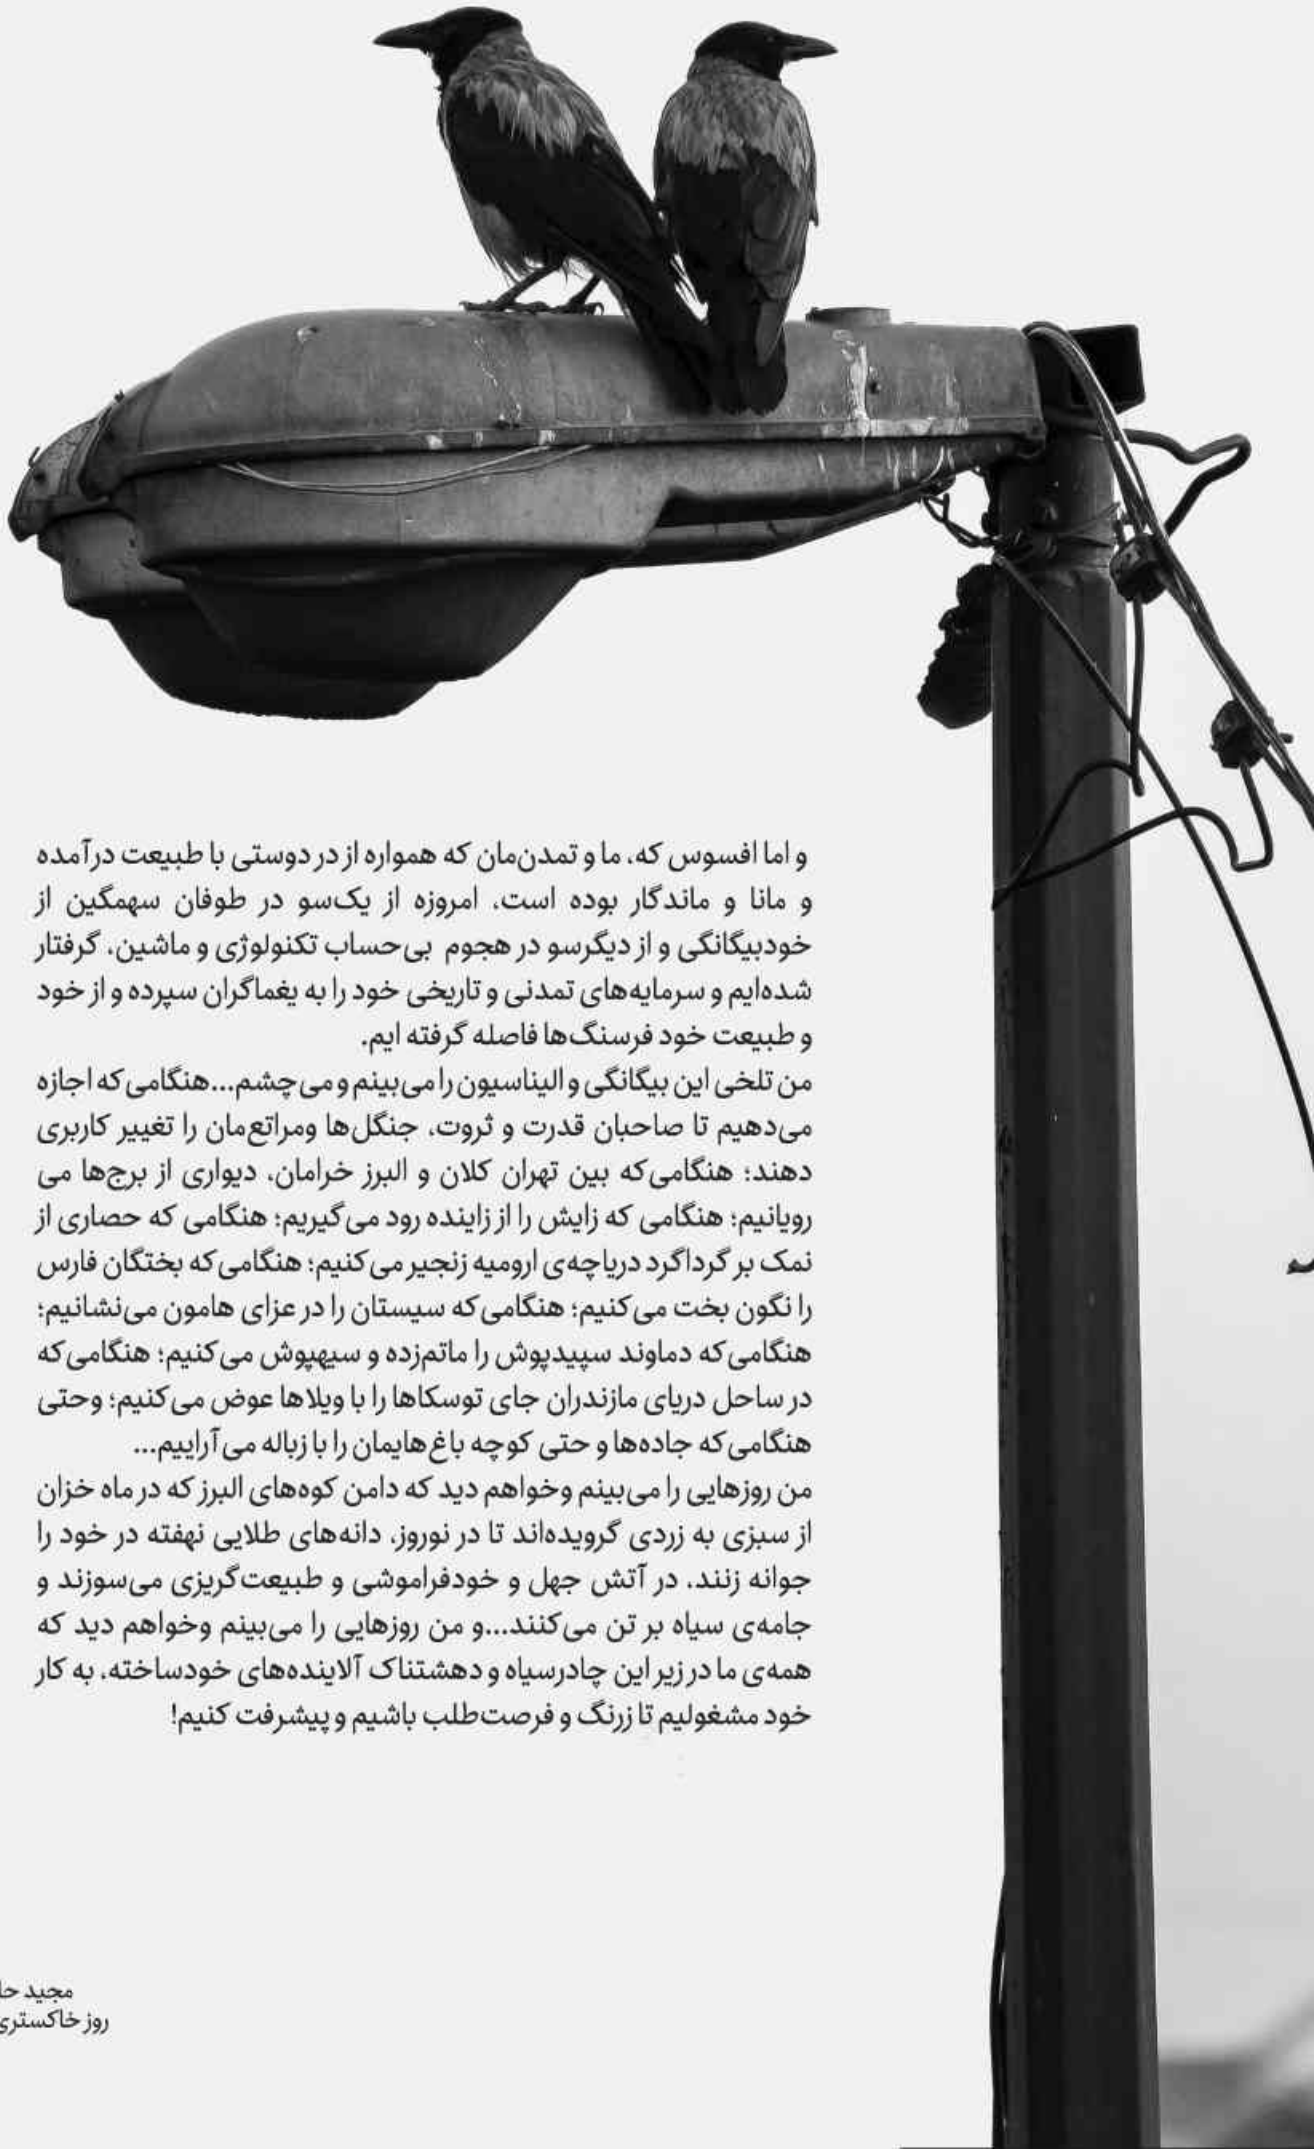 و اما افسوس که، ما و تمدن‌مان که همواره از در دوستی با طبیعت درآمده
و مانا و ماندگار بوده است، امروزه از یک‌سو در طوفان سهمگین از
خودبیگانگی و از دیگرسو در هجوم بی‌حساب تکنولوژی و ماشین، گرفتار
شده‌ایم و سرمایه‌های تمدنی و تاریخی خود را به یغماگران سپرده و از خود
و طبیعت خود فرسنگ‌ها فاصله گرفته ایم.
من تلخی این بیگانگی و الیناسیون را می‌بینم و می‌چشم...هنگامی‌که اجازه
می‌دهیم تا صاحبان قدرت و ثروت، جنگل‌ها ومراتع‌مان را تغییر کاربری
دهند؛ هنگامی‌که بین تهران کلان و البرز خرامان، دیواری از برج‌ها می
رویانیم؛ هنگامی که زایش را از زاینده رود می‌گیریم؛ هنگامی که حصاری از
نمک بر گرداگرد دریاچه‌ی ارومیه زنجیر می‌کنیم؛ هنگامی‌که بختگان فارس
را نگون بخت می‌کنیم؛ هنگامی‌که سیستان را در عزای هامون می‌نشانیم؛
هنگامی‌که دماوند سپیدپوش را ماتم‌زده و سیهپوش می‌کنیم؛ هنگامی‌که
در ساحل دریای مازندران جای توسکاها را با ویلاها عوض می‌کنیم؛ وحتی
هنگامی‌که جاده‌ها و حتی کوچه باغ‌هایمان را با زباله می‌آراییم...
من روزهایی را می‌بینم وخواهم دید که دامن کوه‌های البرز که در ماه خزان
از سبزی به زردی گرویده‌اند تا در نوروز، دانه‌های طلایی نهفته در خود را
جوانه زنند، در آتش جهل و خودفراموشی و طبیعت‌گریزی می‌سوزند و
جامه‌ی سیاه بر تن می‌کنند...و من روزهایی را می‌بینم وخواهم دید که
همه‌ی ما در زیر این چادرسیاه و دهشتناک آلاینده‌های خودساخته، به کار
خود مشغولیم تا زرنگ و فرصت‌طلب باشیم و پیشرفت کنیم!
مجید
روز خاکستری